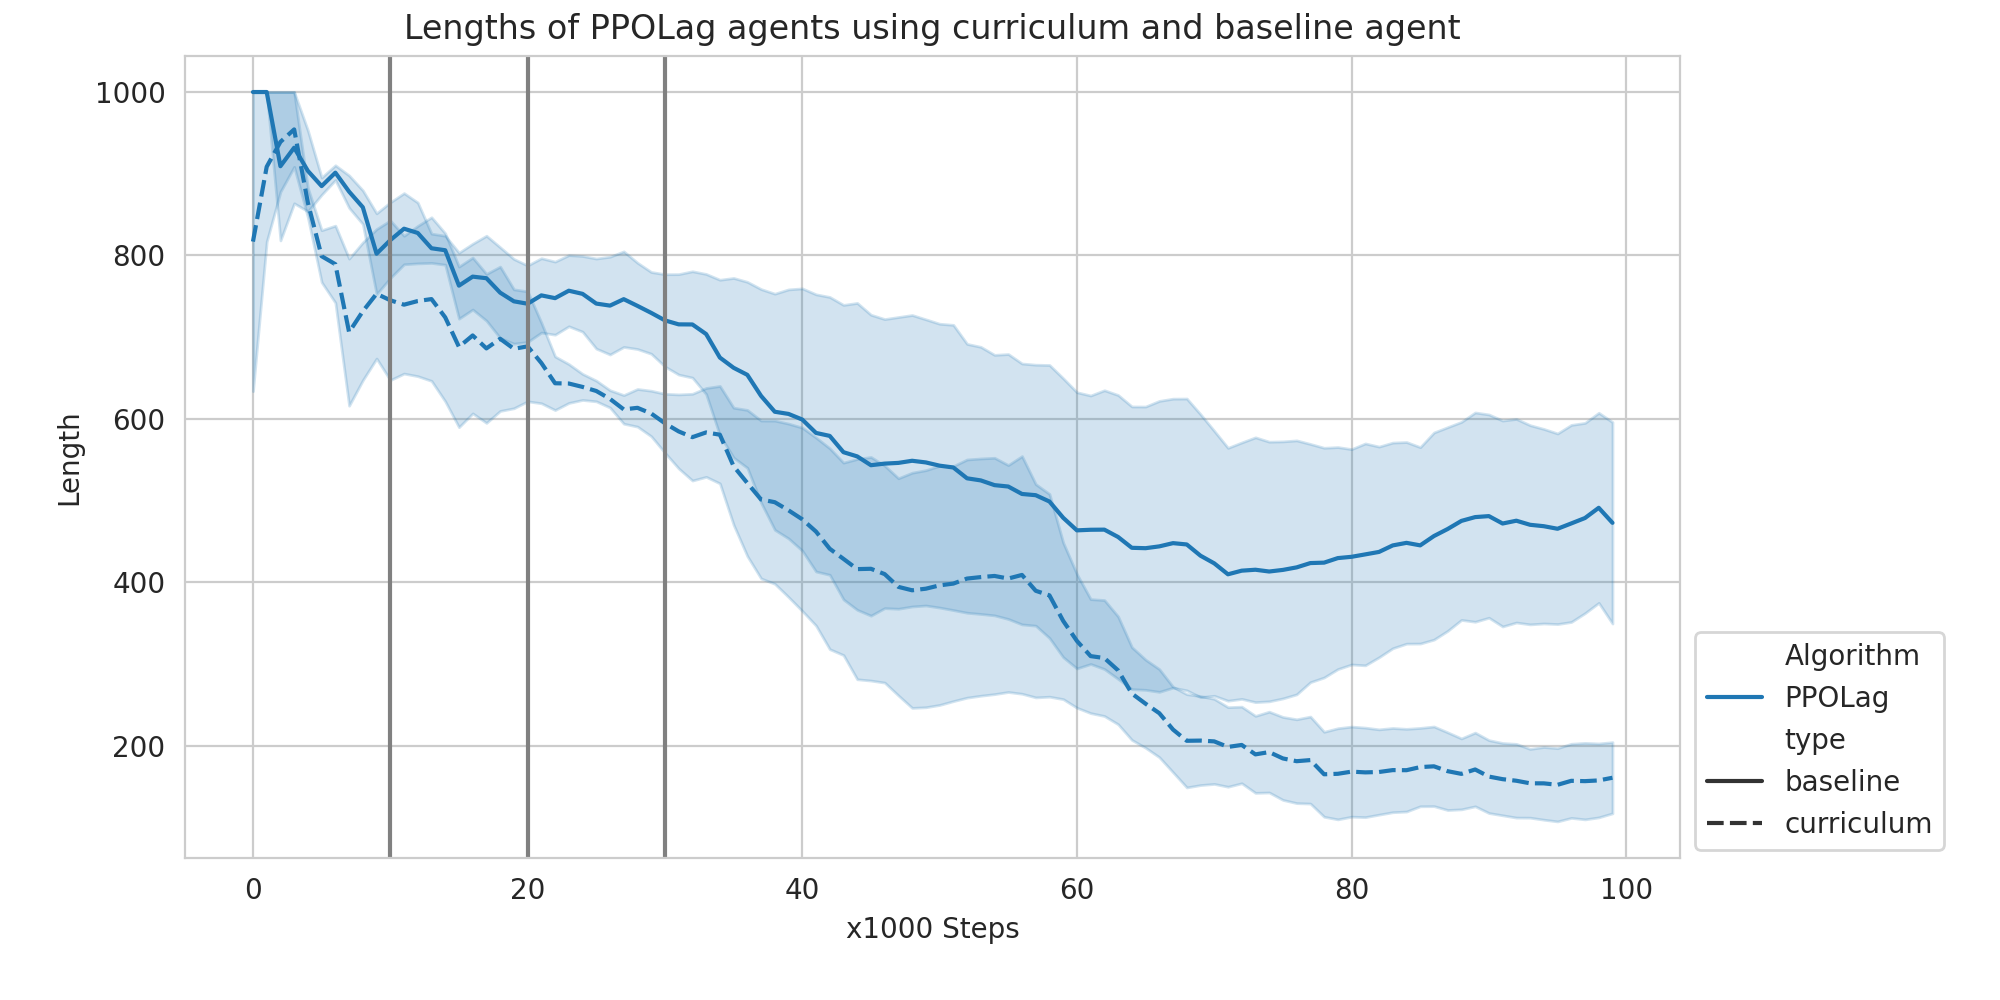 Lengths of PPOLag agents using curriculum and baseline agent
1000
800
600
400
200
Length
0 20 40 60 80 100
x1000 Steps
Algorithm
PPOLag
type
baseline
curriculum